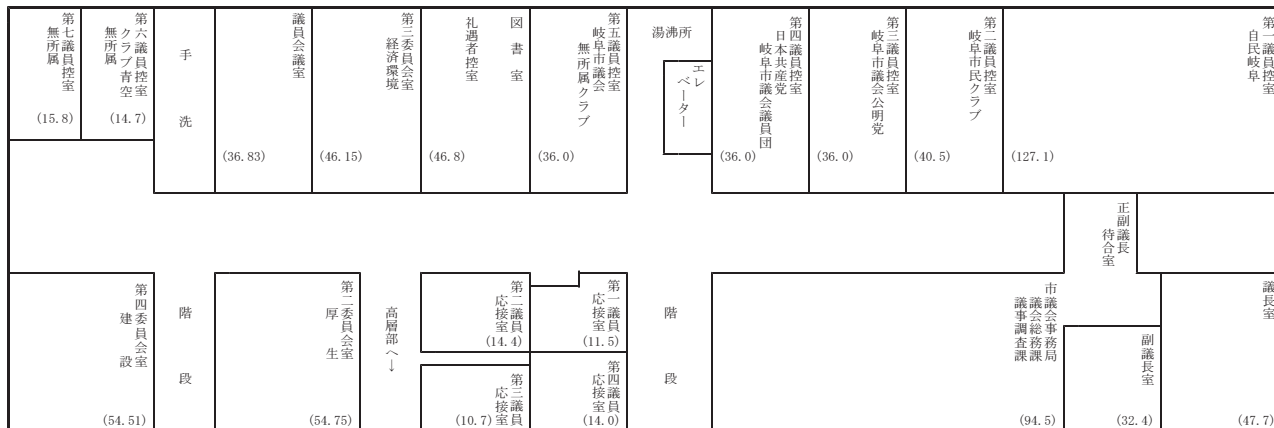 第七議員控室
無所属
(15.8)
第六議員控室
クラブ青空
無所属
(14.7)
手洗
議員会議室
(36.83)
第三委員会室
経済環境
(46.15)
図書室
礼遇者控室
(46.8)
第五議員控室
岐阜市議会
無所属クラブ
(36.0)
湯沸所
エレ
ベーター
第四議員控室
日本共産党
岐阜市議会議員団
(36.0)
第三議員控室
岐阜市議会公明党
(36.0)
第二議員控室
岐阜市民クラブ
(40.5)
第一議員控室
自民岐阜
(127.1)
正副議長
待合室
第四委員会室
建設
(54.51)
階段
第二委員会室
厚生
(54.75)
高層部へ→
第二議員
応接室
(14.4)
第一議員
応接室
(11.5)
第三議員
応接室
(10.7)
第四議員
応接室
(14.0)
階段
市議会事務局
議会総務課
議事調査課
(94.5)
副議長室
(32.4)
議長室
(47.7)